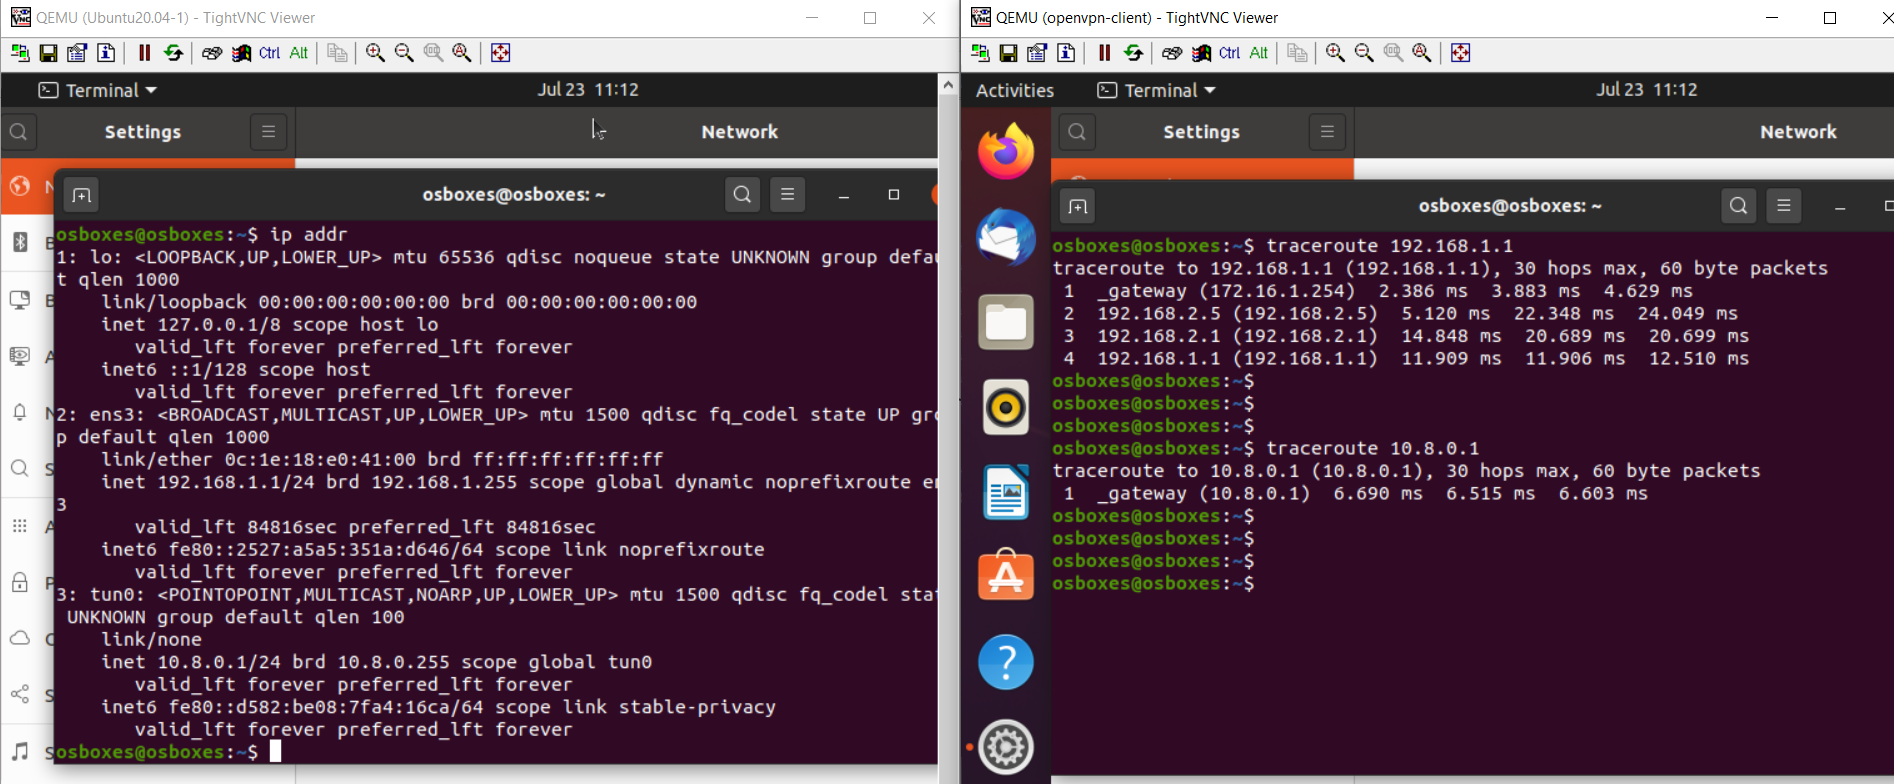 QEMU (Ubuntu20.04-1) - TightVNC Viewer
Ctrl Alt
Terminal
Jul 23 11:12
Settings
Network
osboxes@osboxes: ~
osboxes@osboxes:~$ ip addr
1: lo: <LOOPBACK,UP,LOWER_UP> mtu 65536 qdisc noqueue state UNKNOWN group defau
t qlen 1000
link/loopback 00:00:00:00:00:00 brd 00:00:00:00:00:00
inet 127.0.0.1/8 scope host lo
valid_lft forever preferred_lft forever
inet6 ::1/128 scope host
valid_lft forever preferred_lft forever
2: ens3: <BROADCAST,MULTICAST,UP,LOWER_UP> mtu 1500 qdisc fq_codel state UP gro
p default qlen 1000
link/ether 0c:1e:18:e0:41:00 brd ff:ff:ff:ff:ff:ff
inet 192.168.1.1/24 brd 192.168.1.255 scope global dynamic noprefixroute en
3
valid_lft 84816sec preferred_lft 84816sec
inet6 fe80::2527:a5a5:351a:d646/64 scope link noprefixroute
valid_lft forever preferred_lft forever
3: tun0: <POINTOPOINT,MULTICAST,NOARP,UP,LOWER_UP> mtu 1500 qdisc fq_codel stat
UNKNOWN group default qlen 100
link/none
inet 10.8.0.1/24 brd 10.8.0.255 scope global tun0
valid_lft forever preferred_lft forever
inet6 fe80::d582:be08:7fa4:16ca/64 scope link stable-privacy
valid_lft forever preferred_lft forever
osboxes@osboxes:~$
QEMU (openvpn-client) - TightVNC Viewer
Ctrl Alt
Activities
Terminal
Jul 23 11:12
Settings
Network
osboxes@osboxes: ~
osboxes@osboxes:~$ traceroute 192.168.1.1
traceroute to 192.168.1.1 (192.168.1.1), 30 hops max, 60 byte packets
1 _gateway (172.16.1.254) 2.386 ms 3.883 ms 4.629 ms
2 192.168.2.5 (192.168.2.5) 5.120 ms 22.348 ms 24.049 ms
3 192.168.2.1 (192.168.2.1) 14.848 ms 20.689 ms 20.699 ms
4 192.168.1.1 (192.168.1.1) 11.909 ms 11.906 ms 12.510 ms
osboxes@osboxes:~$
osboxes@osboxes:~$
osboxes@osboxes:~$
osboxes@osboxes:~$ traceroute 10.8.0.1
traceroute to 10.8.0.1 (10.8.0.1), 30 hops max, 60 byte packets
1 _gateway (10.8.0.1) 6.690 ms 6.515 ms 6.603 ms
osboxes@osboxes:~$
osboxes@osboxes:~$
osboxes@osboxes:~$
osboxes@osboxes:~$